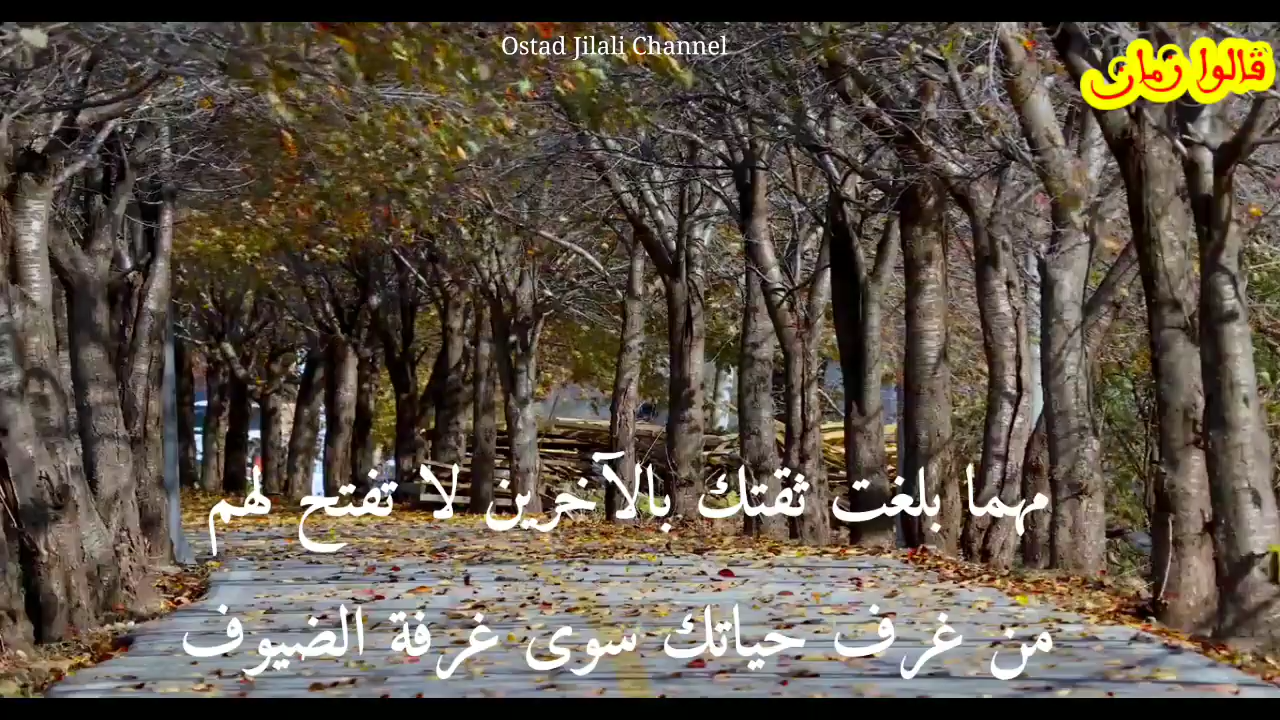 Ostad Jilali Channel
قالوا زمان
مهما بلغت ثقتك بالآخرين لا تفتح لهم
من غرف حياتك سوى غرفة الضيوف